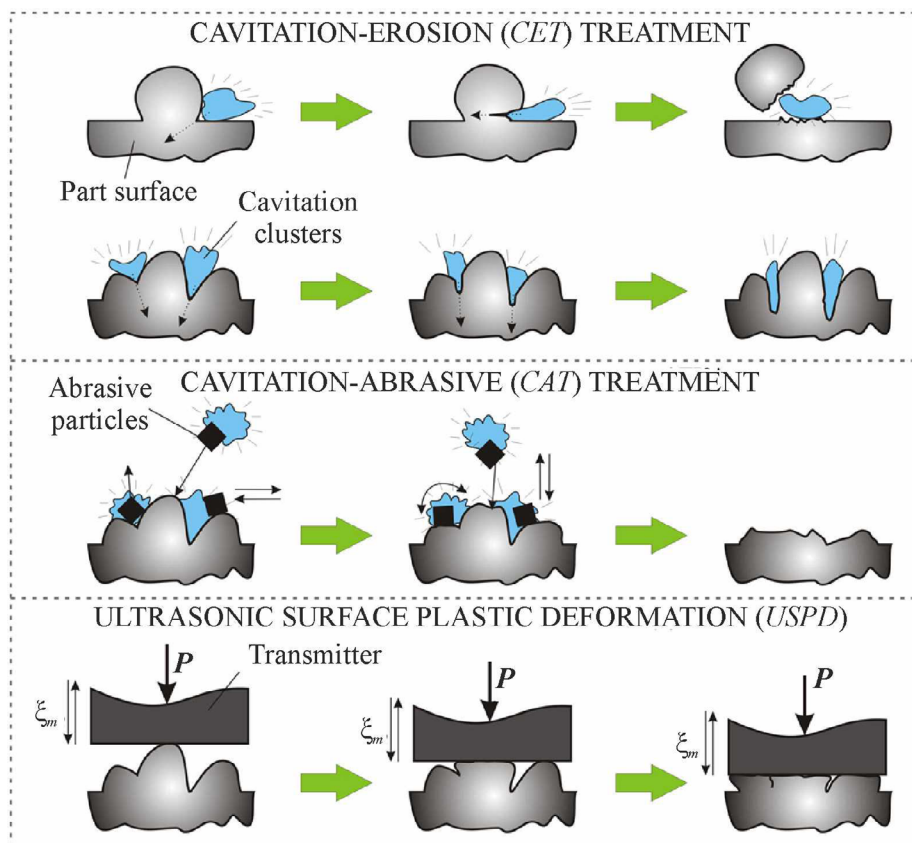 CAVITATION-EROSION (CET) TREATMENT
Part surface
Cavitation
clusters
CAVITATION-ABRASIVE (CAT) TREATMENT
Abrasive
particles
ULTRASONIC SURFACE PLASTIC DEFORMATION (USPD)
P
Transmitter
ξm
P
ξm
P
ξm